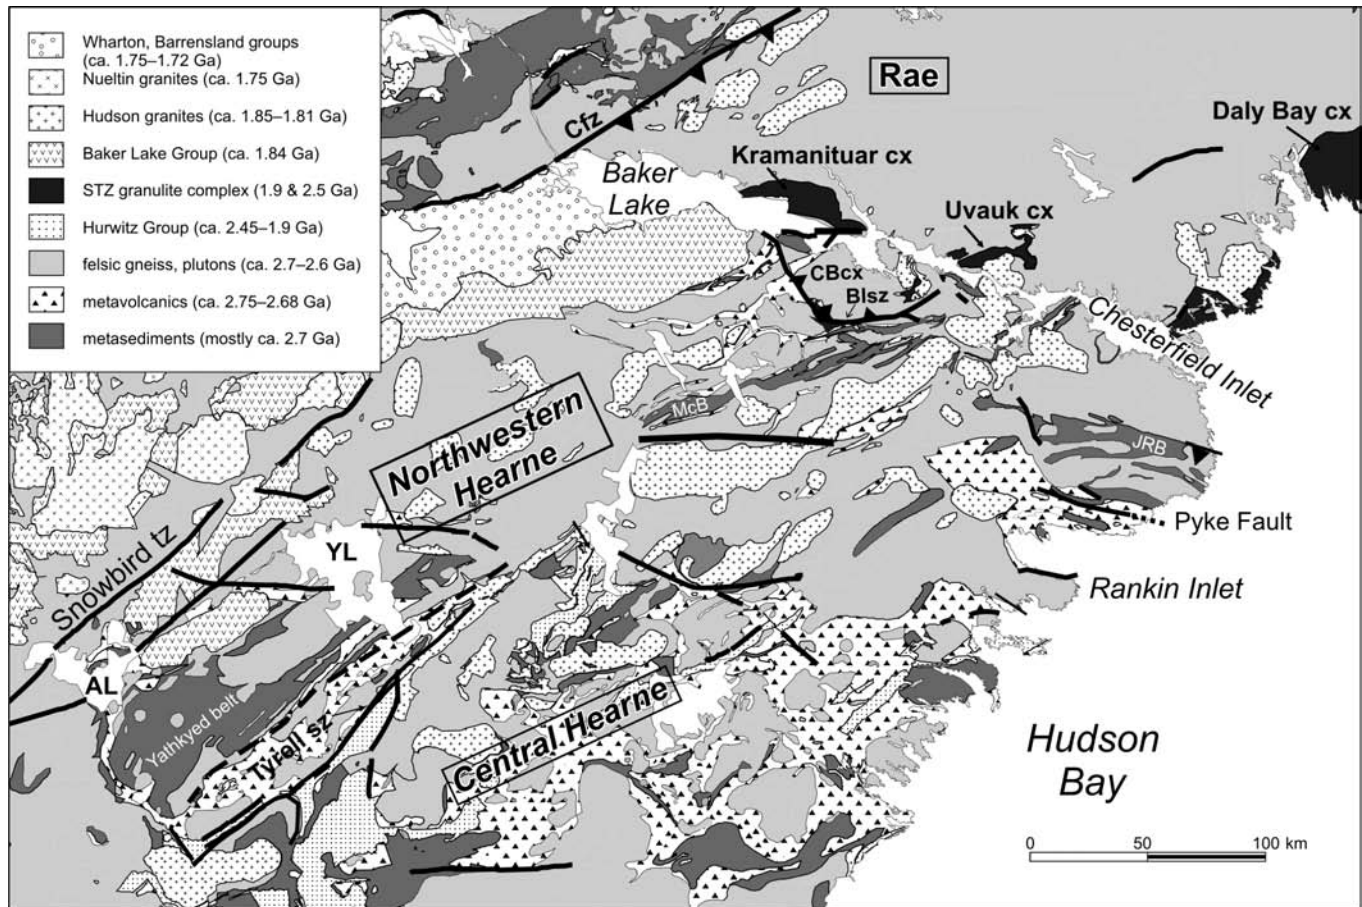 Wharton, Barrensland groups
(ca. 1.75–1.72 Ga)
Nueltin granites (ca. 1.75 Ga)
Hudson granites (ca. 1.85–1.81 Ga)
Baker Lake Group (ca. 1.84 Ga)
STZ granulite complex (1.9 & 2.5 Ga)
Hurwitz Group (ca. 2.45–1.9 Ga)
felsic gneiss, plutons (ca. 2.7–2.6 Ga)
metavolcanics (ca. 2.75–2.68 Ga)
metasediments (mostly ca. 2.7 Ga)
Rae
Cfz
Daly Bay cx
Kramanituar cx
Baker
Lake
Uvauk cx
CBcx
Blsz
Chesterfield Inlet
McB
JRB
Northwestern
Hearne
Pyke Fault
Snowbird tz
YL
Rankin Inlet
AL
Yathkyed belt
Tyrell sz
Central Hearne
Hudson
Bay
0 50 100 km